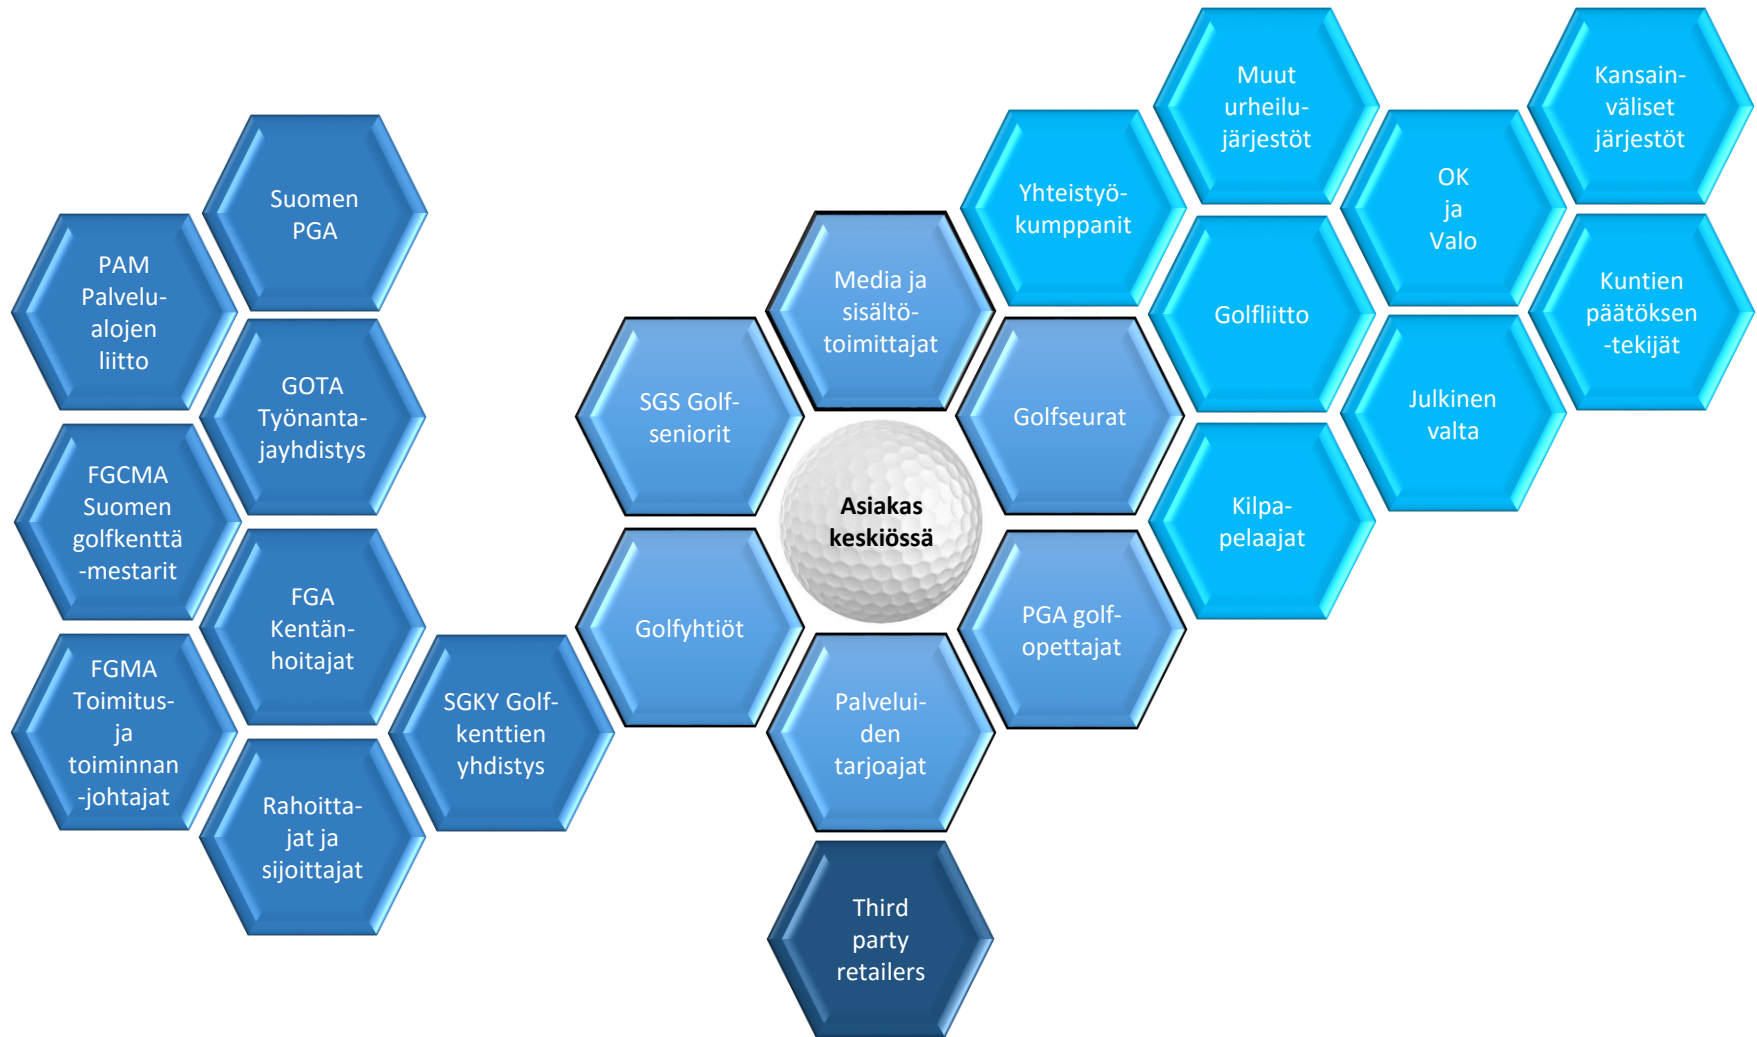 Suomen
PGA
PAM
Palvelu-
alojen
liitto
GOTA
Työnanta-
jayhdistys
FGCMA
Suomen
golfkenttä
-mestarit
FGA
Kentän-
hoitajat
FGMA
Toimitus-
ja
toiminnan
-johtajat
Rahoitta-
jat ja
sijoittajat
SGKY Golf-
kenttien
yhdistys
Media ja
sisältö-
toimittajat
SGS Golf-
seniorit
Golfseurat
Asiakas
keskiössä
Golfyhtiöt
PGA golf-
opettajat
Palvelui-
den
tarjoajat
Third
party
retailers
Muut
urheilu-
järjestöt
Kansain-
väliset
järjestöt
Yhteistyö-
kumppanit
OK
ja
Valo
Golfliitto
Kuntien
päätöksen
-tekijät
Julkinen
valta
Kilpa-
pelaajat